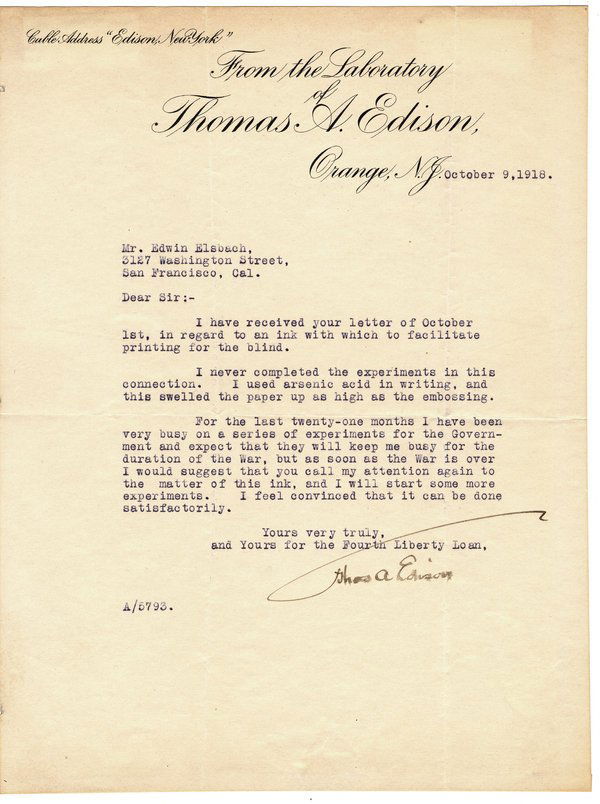 Cable Address "Edison, New York"
From the Laboratory
of
Thomas A. Edison,
Orange, N.J. October 9,1918.
Mr. Edwin Elsbach,
3127 Washington Street,
San Francisco, Cal.
Dear Sir:-
I have received your letter of October
1st, in regard to an ink with which to facilitate
printing for the blind.
I never completed the experiments in this
connection. I used arsenic acid in writing, and
this swelled the paper up as high as the embossing.
For the last twenty-one months I have been
very busy on a series of experiments for the Govern-
ment and expect that they will keep me busy for the
duration of the War, but as soon as the War is over
I would suggest that you call my attention again to
the matter of this ink, and I will start some more
experiments. I feel convinced that it can be done
satisfactorily.
Yours very truly,
and Yours for the Fourth Liberty Loan,
Thos A Edison
A/5793.